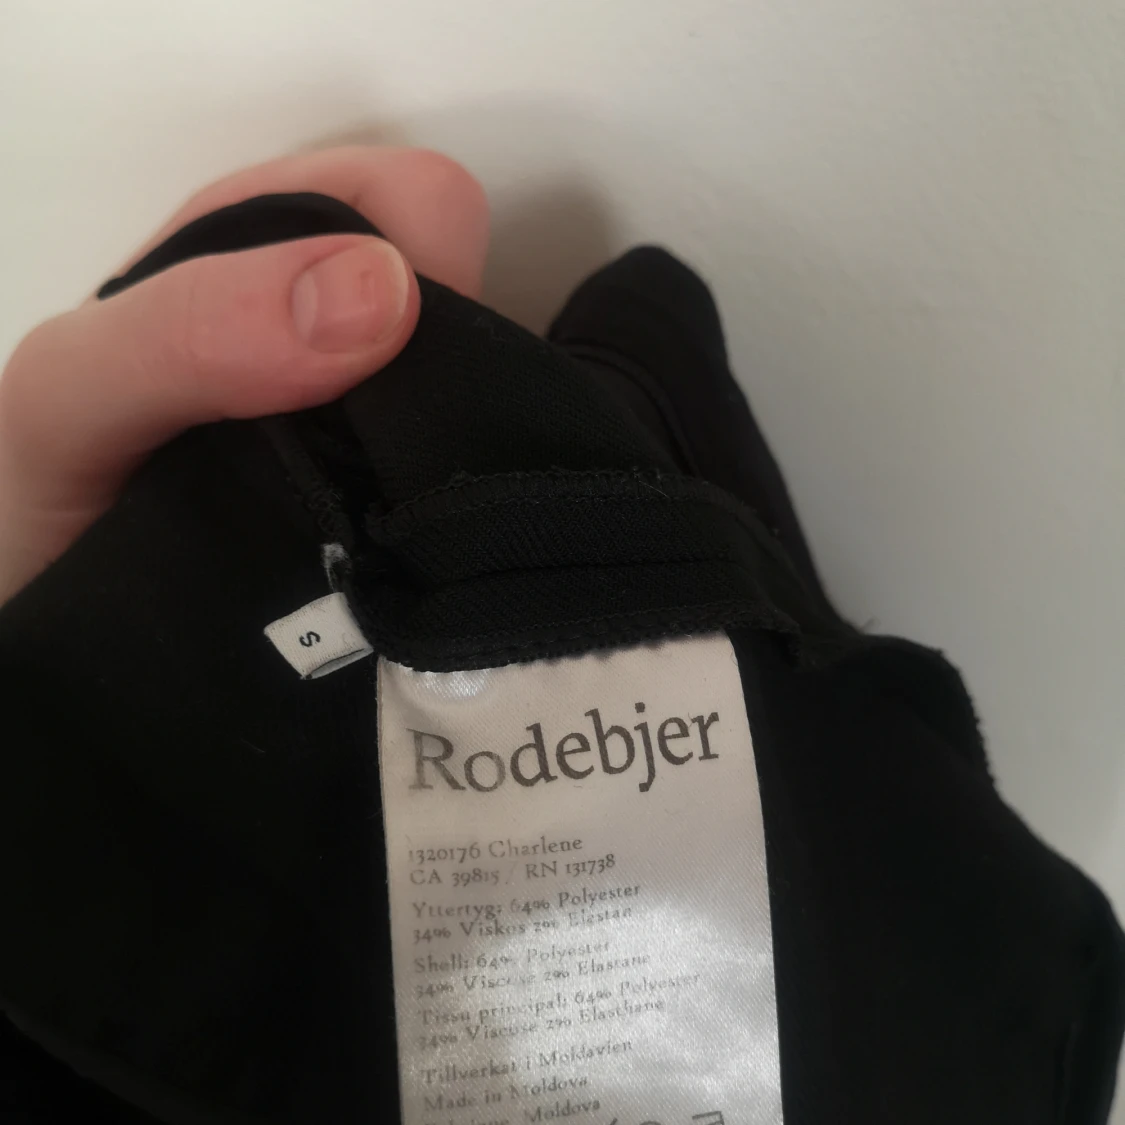 S
Rodebjer
1320176 Charlene
CA 39815 / RN 131738
Yttertyg: 64% Polyester
34% Viskos 2% Elastan
Shell: 64% Polyester
34% Viscose 2% Elastane
Tissu principal: 64% Polyester
34% Viscose 2% Elasthane
Tillverkat i Moldavien
Made in Moldova
Moldova